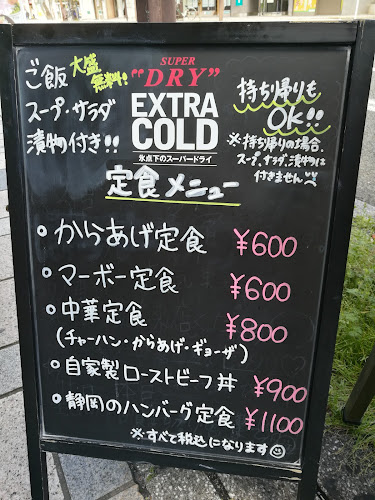 ご飯 大盛無料!!
スープ・サラダ
漬物付き!!
SUPER
"DRY"
EXTRA
COLD
氷点下のスーパードライ
持ち帰りも
OK!!
※持ち帰りの場合、
スープ、サラダ、漬物は
付きません
定食メニュー
・からあげ定食 ¥600
・マーボー定食 ¥600
・中華定食 ¥800
(チャーハン・からあげ・ギョーザ)
・自家製ローストビーフ丼 ¥900
・静岡のハンバーグ定食 ¥1100
※すべて税込になります